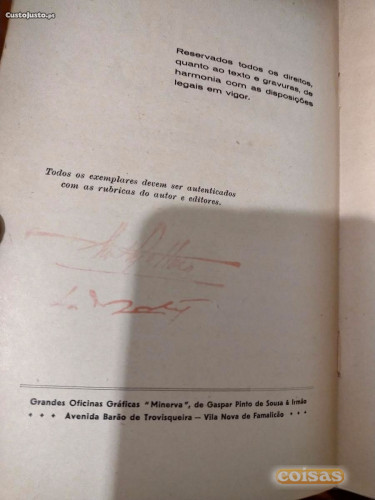 CustoJusto.pt
Reservados todos os direitos,
quanto ao texto e gravuras, de
harmonia com as disposições
legais em vigor.
Todos os exemplares devem ser autenticados
com as rubricas do autor e editores.
Grandes Oficinas Gráficas "Minerva", de Gaspar Pinto de Sousa & Irmão
• • • Avenida Barão de Trovisqueira — Vila Nova de Famalicão • • •
coisas